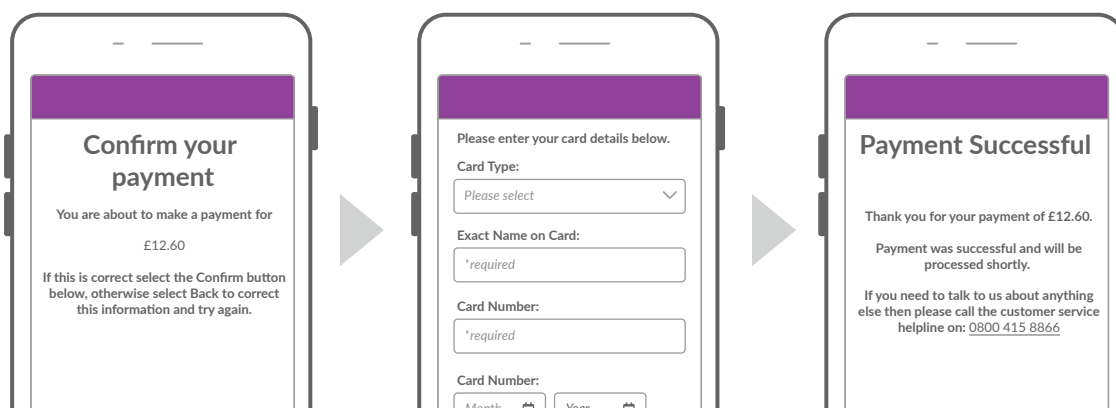 Confirm your
payment
You are about to make a payment for
£12.60
If this is correct select the Confirm button
below, otherwise select Back to correct
this information and try again.
Please enter your card details below.
Card Type:
Please select
Exact Name on Card:
*required
Card Number:
*required
Card Number:
Month
Year
Payment Successful
Thank you for your payment of £12.60.
Payment was successful and will be
processed shortly.
If you need to talk to us about anything
else then please call the customer service
helpline on: 0800 415 8866